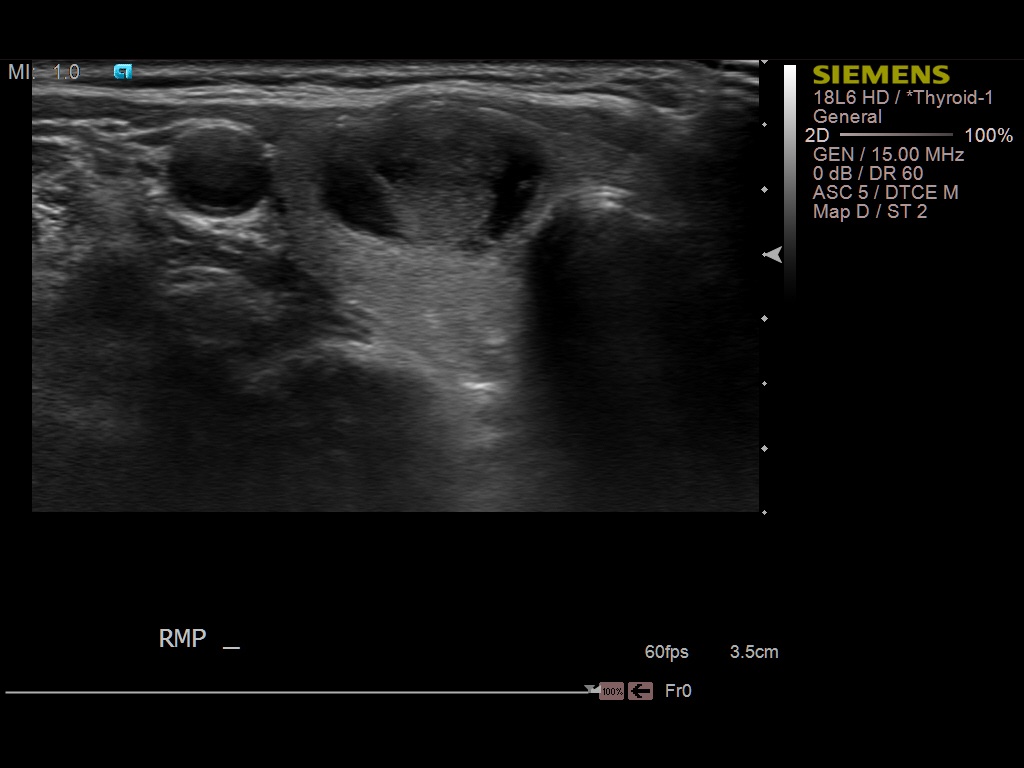 MI: 1.0
SIEMENS
18L6 HD / *Thyroid-1
General
2D 100%
GEN / 15.00 MHz
0 dB / DR 60
ASC 5 / DTCE M
Map D / ST 2
RMP _
60fps 3.5cm
100% Fr0